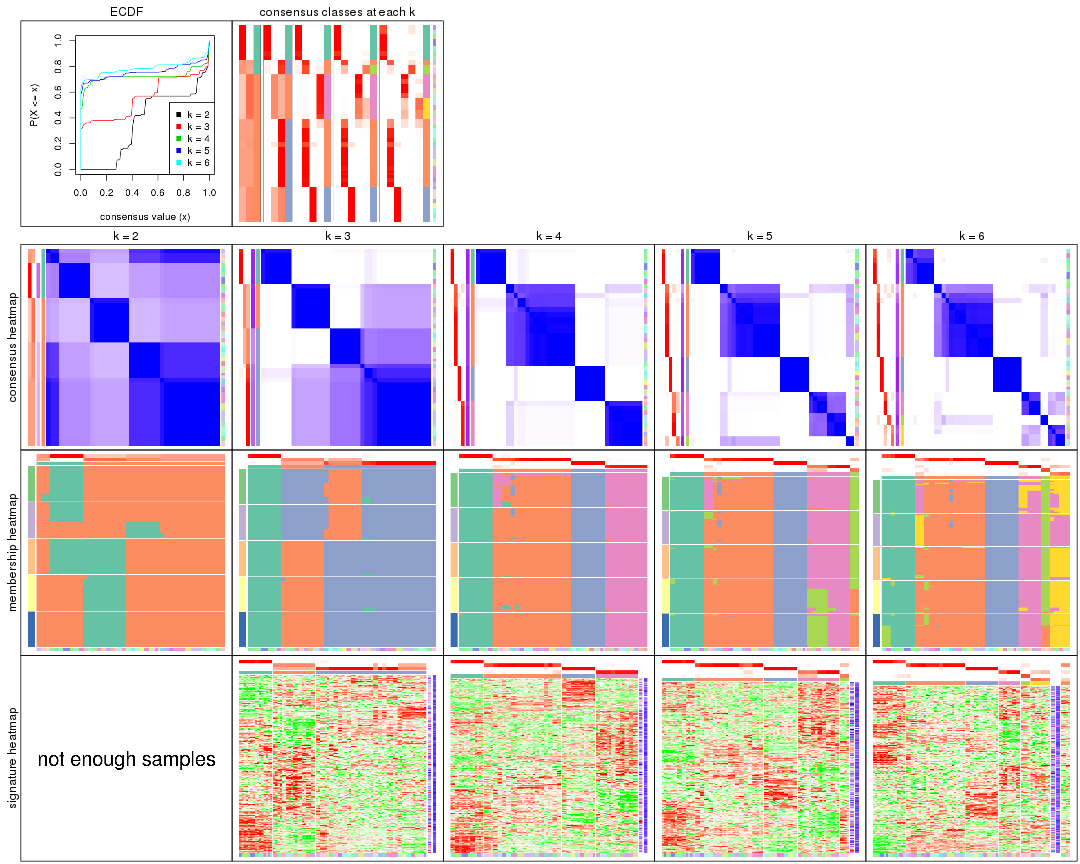 ECDF
consensus classes at each k
P(X <= x)
0.0 0.2 0.4 0.6 0.8 1.0
k = 2
k = 3
k = 4
k = 5
k = 6
0.0 0.2 0.4 0.6 0.8 1.0
consensus value (x)
k = 2
k = 3
k = 4
k = 5
k = 6
consensus heatmap
membership heatmap
signature heatmap
not enough samples